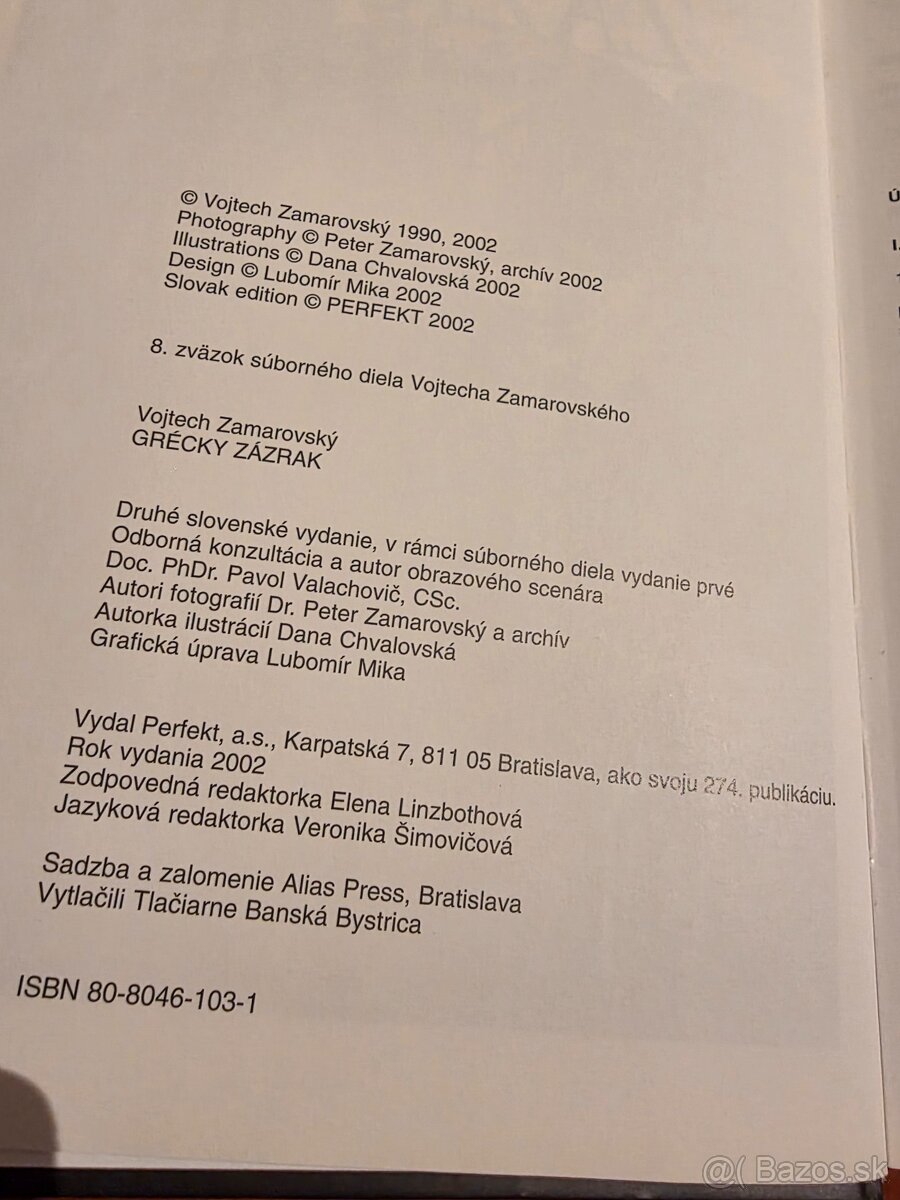 © Vojtech Zamarovský 1990, 2002
Photography © Peter Zamarovský, archív 2002
Illustrations © Dana Chvalovská 2002
Design © Lubomír Mika 2002
Slovak edition © PERFEKT 2002
8. zväzok súborného diela Vojtecha Zamarovského
Vojtech Zamarovský
GRÉCKY ZÁZRAK
Druhé slovenské vydanie, v rámci súborného diela vydanie prvé
Odborná konzultácia a autor obrazového scenára
Doc. PhDr. Pavol Valachovič, CSc.
Autori fotografií Dr. Peter Zamarovský a archív
Autorka ilustrácií Dana Chvalovská
Grafická úprava Lubomír Mika
Vydal Perfekt, a.s., Karpatská 7, 811 05 Bratislava, ako svoju 274. publikáciu.
Rok vydania 2002
Zodpovedná redaktorka Elena Linzbothová
Jazyková redaktorka Veronika Šimovičová
Sadzba a zalomenie Alias Press, Bratislava
Vytlačili Tlačiarne Banská Bystrica
ISBN 80-8046-103-1
@( Bazos.sk